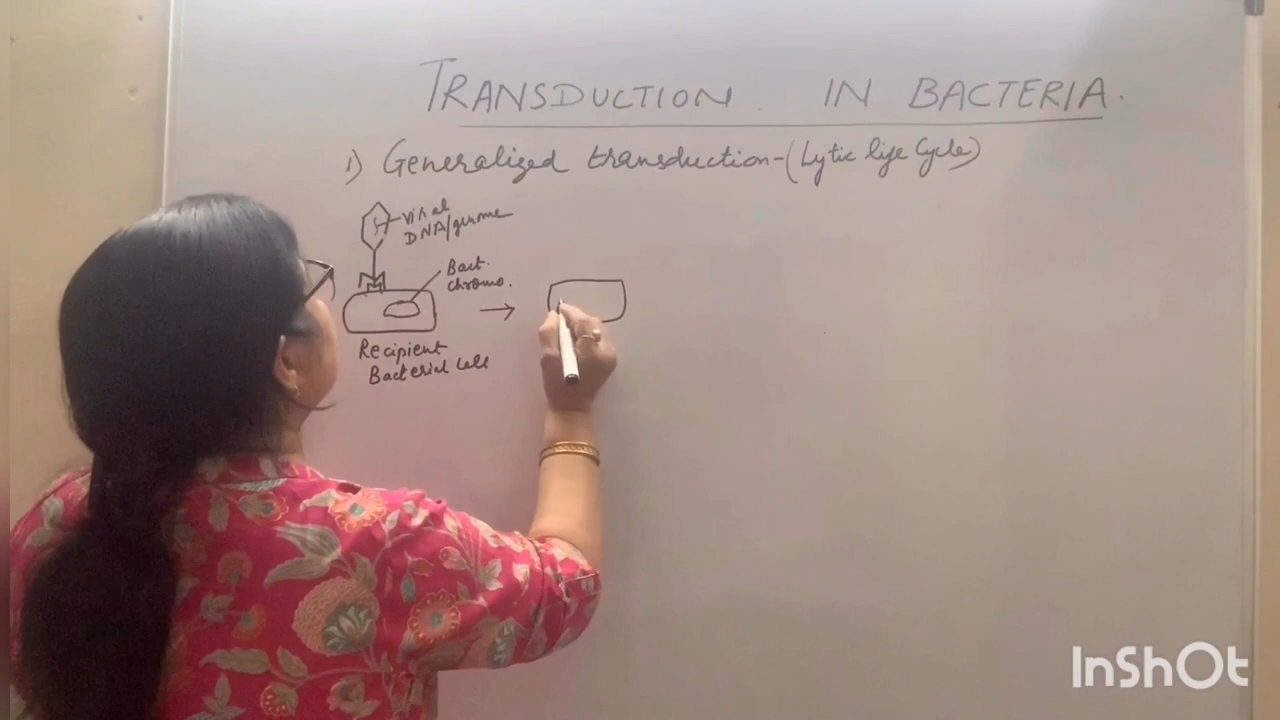 TRANSDUCTION IN BACTERIA.
1) Generalized transduction-(Lytic life Cycle)
Viral
DNA/genome
Bact.
chromo.
Recipient
Bacterial Cell
InShOt